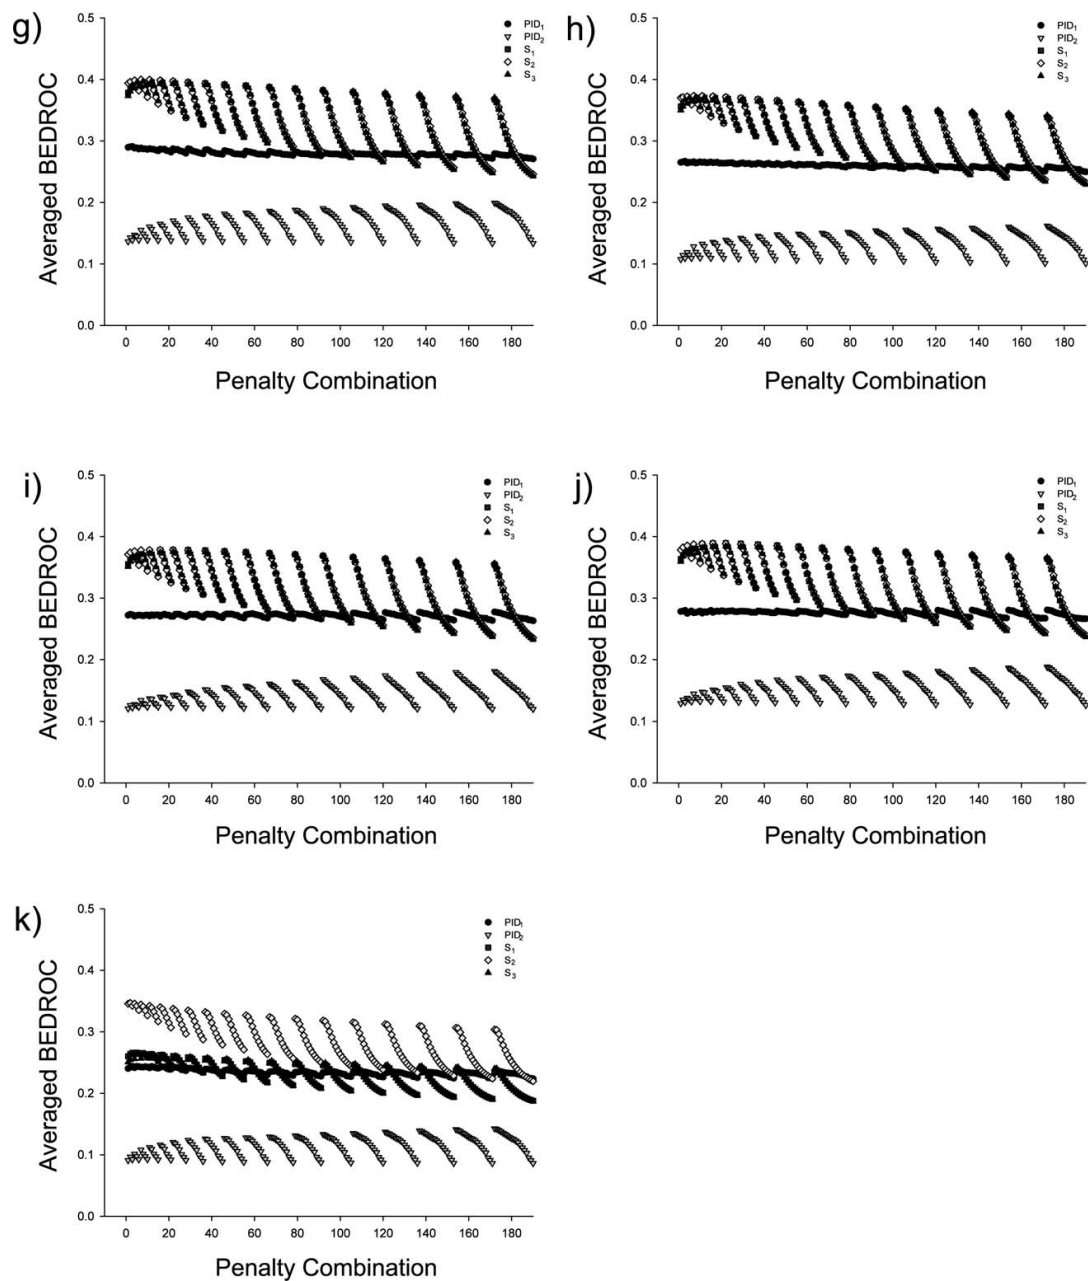 g)
Averaged BEDROC
0.5
0.4
0.3
0.2
0.1
0.0
PID₁
PID₂
S₁
S₂
S₃
0 20 40 60 80 100 120 140 160 180
Penalty Combination
h)
Averaged BEDROC
0.5
0.4
0.3
0.2
0.1
0.0
PID₁
PID₂
S₁
S₂
S₃
0 20 40 60 80 100 120 140 160 180
Penalty Combination
i)
Averaged BEDROC
0.5
0.4
0.3
0.2
0.1
0.0
PID₁
PID₂
S₁
S₂
S₃
0 20 40 60 80 100 120 140 160 180
Penalty Combination
j)
Averaged BEDROC
0.5
0.4
0.3
0.2
0.1
0.0
PID₁
PID₂
S₁
S₂
S₃
0 20 40 60 80 100 120 140 160 180
Penalty Combination
k)
Averaged BEDROC
0.5
0.4
0.3
0.2
0.1
0.0
PID₁
PID₂
S₁
S₂
S₃
0 20 40 60 80 100 120 140 160 180
Penalty Combination